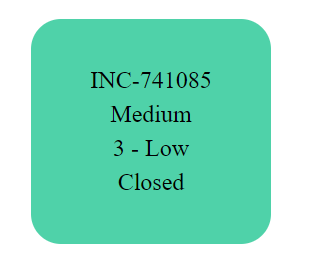 INC-741085
Medium
3 - Low
Closed